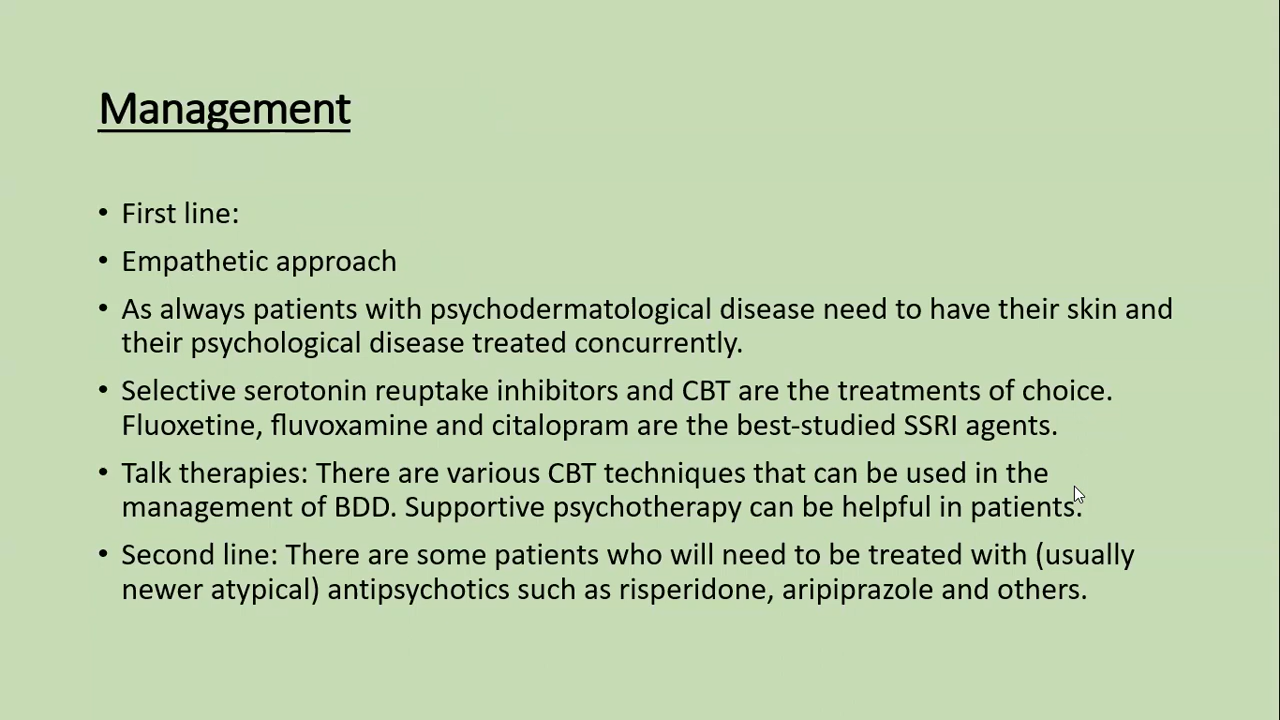 Management
• First line:
• Empathetic approach
• As always patients with psychodermatological disease need to have their skin and
their psychological disease treated concurrently.
• Selective serotonin reuptake inhibitors and CBT are the treatments of choice.
Fluoxetine, fluvoxamine and citalopram are the best-studied SSRI agents.
• Talk therapies: There are various CBT techniques that can be used in the
management of BDD. Supportive psychotherapy can be helpful in patients.
• Second line: There are some patients who will need to be treated with (usually
newer atypical) antipsychotics such as risperidone, aripiprazole and others.